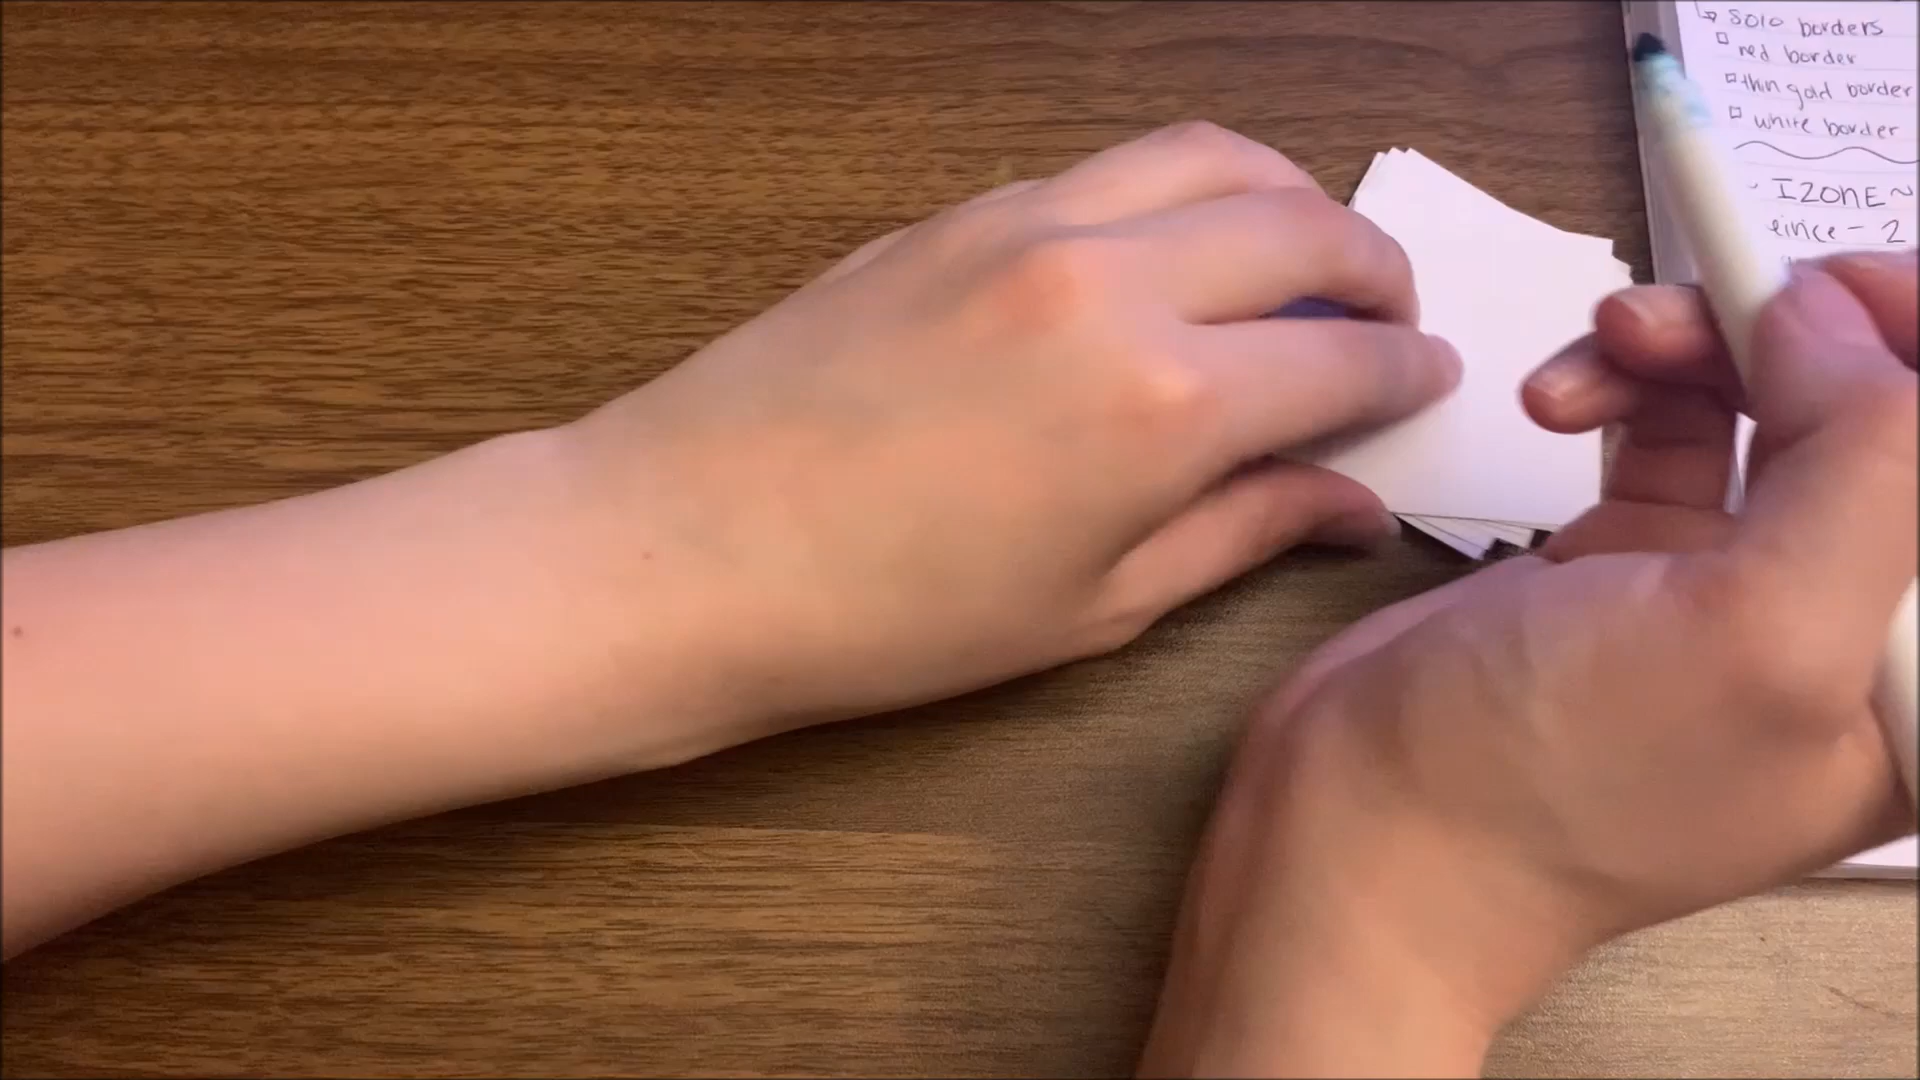 solo borders
red border
thin gold border
white border
IZONE~
eince - 2